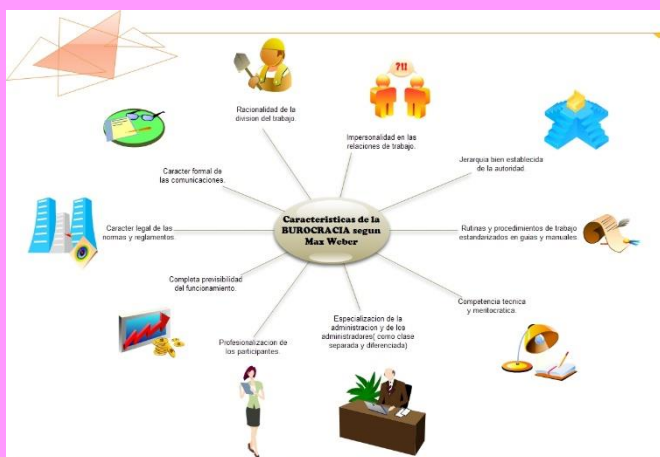 ?!!
Racionalidad de la
division del trabajo.
Impersonalidad en las
relaciones de trabajo.
Jerarquia bien establecida
de la autoridad.
Caracter formal de
las comunicaciones.
Caracteristicas de la
BUROCRACIA segun
Max Weber
Caracter legal de las
normas y reglamentos.
Rutinas y procedimientos de trabajo
estandarizados en guias y manuales.
Completa previsibilidad
del funcionamiento.
Competencia tecnica
y meritocratica.
Profesionalizacion de
los participantes.
Especializacion de la
administracion y de los
administradores( como clase
separada y diferenciada)